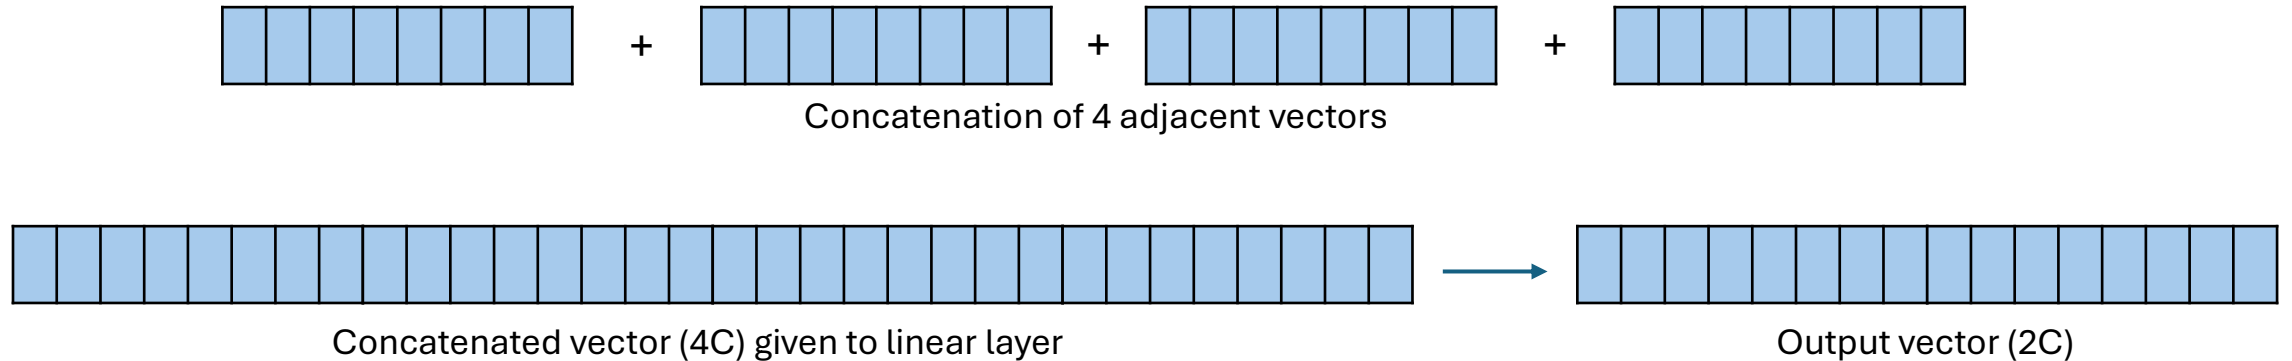 + + +
Concatenation of 4 adjacent vectors
Concatenated vector (4C) given to linear layer
Output vector (2C)